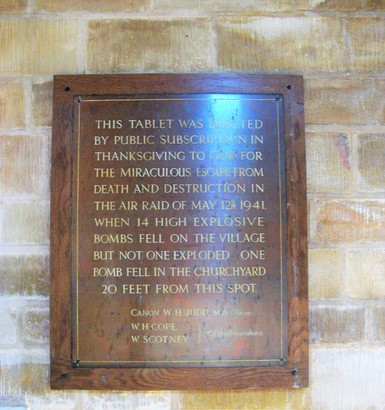 THIS TABLET WAS ERECTED
BY PUBLIC SUBSCRIPTION IN
THANKSGIVING TO GOD FOR
THE MIRACULOUS ESCAPE FROM
DEATH AND DESTRUCTION IN
THE AIR RAID OF MAY 12th 1941,
WHEN 14 HIGH EXPLOSIVE
BOMBS FELL ON THE VILLAGE
BUT NOT ONE EXPLODED ONE
BOMB FELL IN THE CHURCHYARD
20 FEET FROM THIS SPOT.
CANON W. H. JUDD, M.A.
W. H. COPE,
W. SCOTNEY Churchwardens